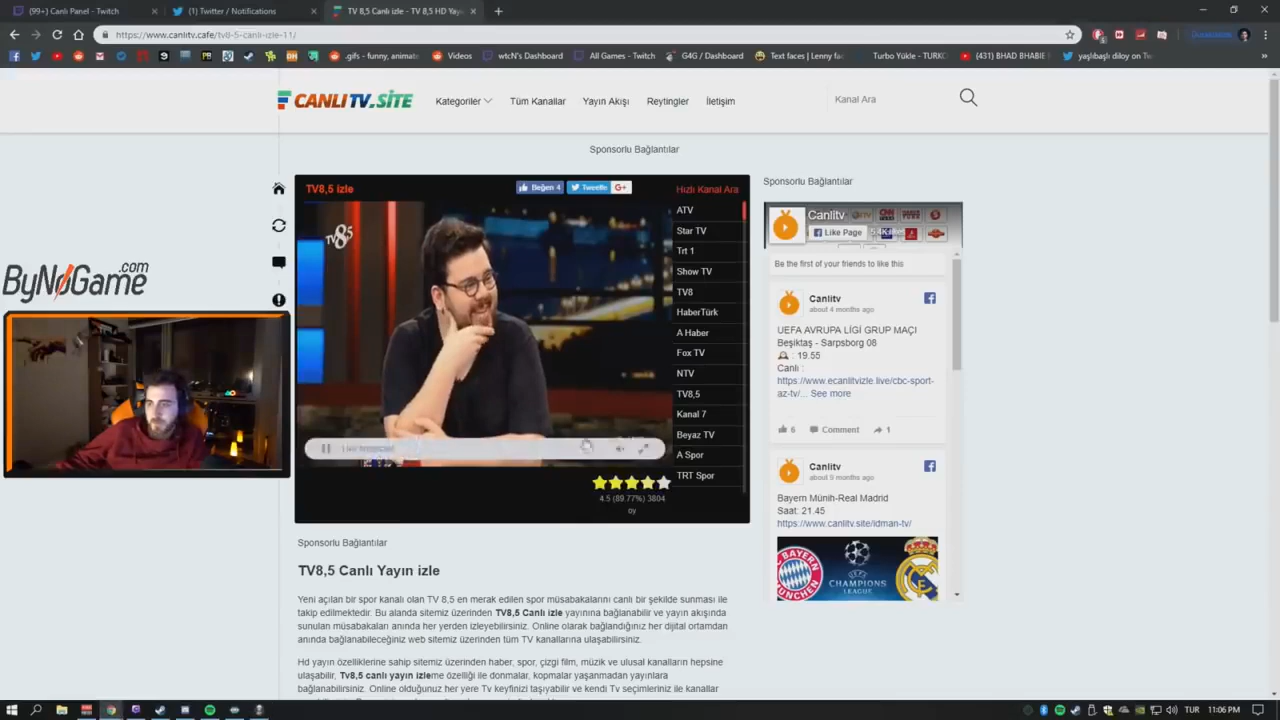 (99+) Canlı Panel - Twitch
(1) Twitter / Notifications
TV 8,5 Canlı izle - TV 8,5 HD Yay
https://www.canlitv.cafe/tv8-5-canli-izle-11/
.gifs - funny, animate
Videos
wtcN's Dashboard
All Games - Twitch
G4G / Dashboard
Text faces | Lenny fac
Turbo Yükle - TURKC
(431) BHAD BHABIE
yaşlıbaşlı diloy on Tw
CANLITV.SİTE
Kategoriler
Tüm Kanallar
Yayın Akışı
Reytingler
İletişim
Kanal Ara
Sponsorlu Bağlantılar
TV8,5 izle
Beğen 4
Tweetle
G+
Hızlı Kanal Ara
ATV
Star TV
Trt 1
Show TV
TV8
HaberTürk
A Haber
Fox TV
NTV
TV8,5
Kanal 7
Beyaz TV
A Spor
TRT Spor
tv8,5
4.5 (89.77%) 3804
oy
ByNoGame.com
Sponsorlu Bağlantılar
Canlitv
Like Page
Be the first of your friends to like this
Canlitv
about 4 months ago
UEFA AVRUPA LİGİ GRUP MAÇI
Beşiktaş - Sarpsborg 08
: 19.55
Canlı :
https://www.ecanlitvizle.live/cbc-sport-
az-tv/... See more
6
Comment
1
Canlitv
about 9 months ago
Bayern Münih-Real Madrid
Saat: 21.45
https://www.canlitv.site/idman-tv/
CHAMPIONS
LEAGUE
Sponsorlu Bağlantılar
TV8,5 Canlı Yayın izle
Yeni açılan bir spor kanalı olan TV 8,5 en merak edilen spor müsabakalarını canlı bir şekilde sunması ile
takip edilmektedir. Bu alanda sitemiz üzerinden TV8,5 Canlı izle yayınına bağlanabilir ve yayın akışında
sunulan müsabakaları anında her yerden izleyebilirsiniz. Online olarak bağlandığınız her dijital ortamdan
anında bağlanabileceğiniz web sitemiz üzerinden tüm TV kanallarına ulaşabilirsiniz.
Hd yayın özelliklerine sahip sitemiz üzerinden haber, spor, çizgi film, müzik ve ulusal kanalların hepsine
ulaşabilir, Tv8,5 canlı yayın izleme özelliği ile donmalar, kopmalar yaşanmadan yayınlara
bağlanabilirsiniz. Online olduğunuz her yere Tv keyfinizi taşıyabilir ve kendi Tv seçimleriniz ile kanallar
TUR
11:06 PM